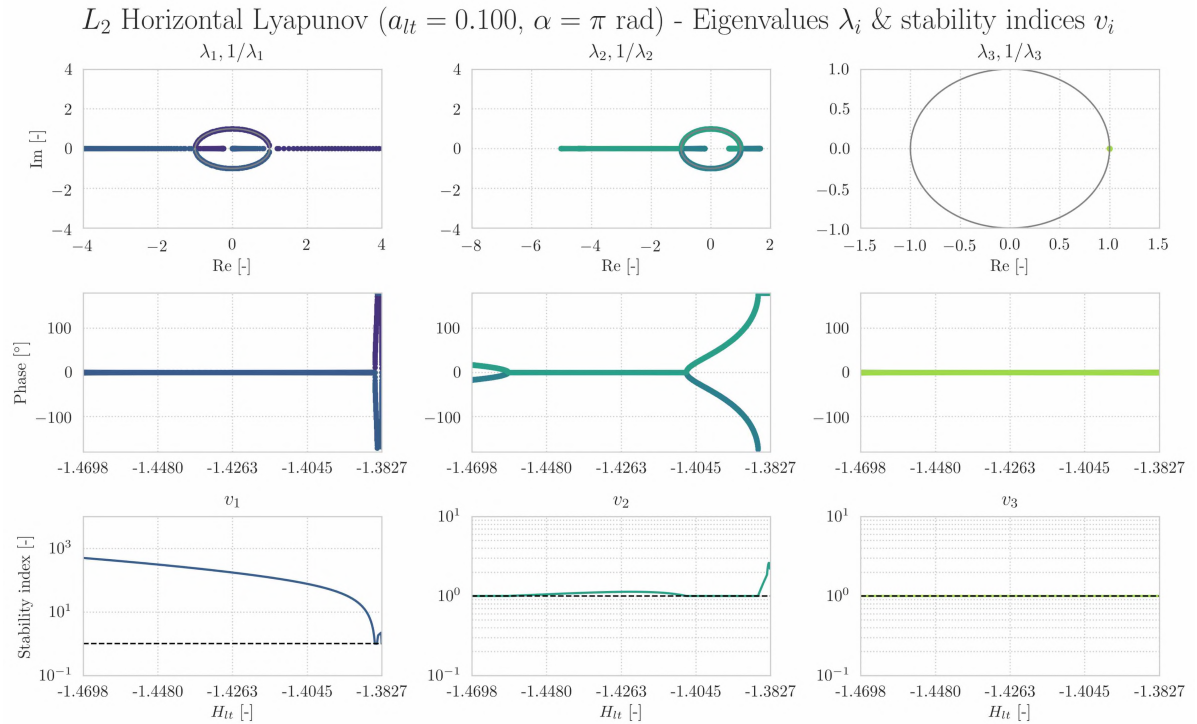 L₂ Horizontal Lyapunov (aₗₜ = 0.100, α = π rad) - Eigenvalues λᵢ & stability indices vᵢ
λ₁, 1/λ₁ λ₂, 1/λ₂ λ₃, 1/λ₃
Im [-]
4 2 0 −2 −4
−4 −2 0 2 4
Re [-]
4 2 0 −2 −4
−8 −6 −4 −2 0 2
Re [-]
1.0 0.5 0.0 −0.5 −1.0
−1.5 −1.0 −0.5 0.0 0.5 1.0 1.5
Re [-]
Phase [°]
100 0 −100
-1.4698 -1.4480 -1.4263 -1.4045 -1.3827
100 0 −100
-1.4698 -1.4480 -1.4263 -1.4045 -1.3827
100 0 −100
-1.4698 -1.4480 -1.4263 -1.4045 -1.3827
v₁ v₂ v₃
Stability index [-]
10³ 10¹ 10⁻¹
-1.4698 -1.4480 -1.4263 -1.4045 -1.3827
Hₗₜ [-]
10¹ 10⁰ 10⁻¹
-1.4698 -1.4480 -1.4263 -1.4045 -1.3827
Hₗₜ [-]
10¹ 10⁰ 10⁻¹
-1.4698 -1.4480 -1.4263 -1.4045 -1.3827
Hₗₜ [-]